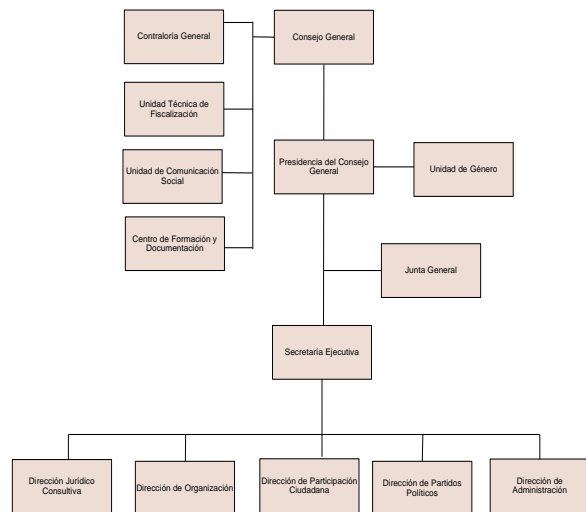 Contraloría General
Consejo General
Unidad Técnica de
Fiscalización
Presidencia del Consejo
General
Unidad de Género
Unidad de Comunicación
Social
Centro de Formación y
Documentación
Junta General
Secretaría Ejecutiva
Dirección Jurídico
Consultiva
Dirección de Organización
Dirección de Participación
Ciudadana
Dirección de Partidos
Políticos
Dirección de
Administración